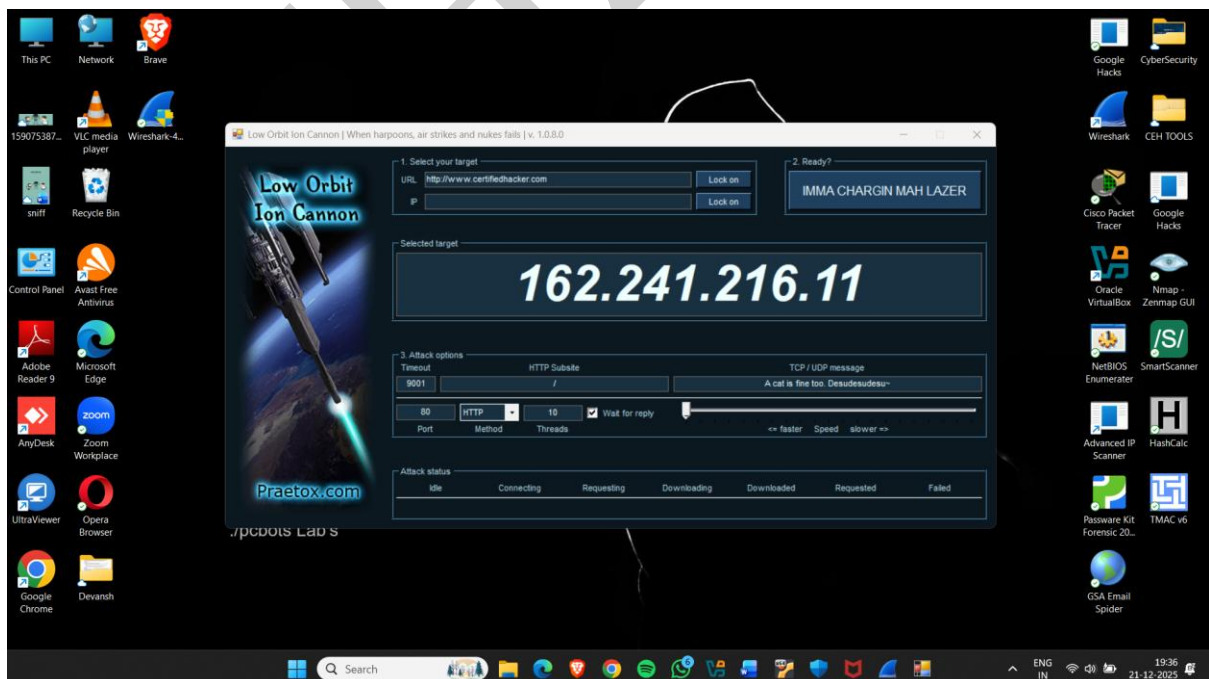 This PC
Network
Brave
159075387...
VLC media
player
Wireshark-4...
sniff
Recycle Bin
Control Panel
Avast Free
Antivirus
Adobe
Reader 9
Microsoft
Edge
AnyDesk
zoom
Zoom
Workplace
UltraViewer
Opera
Browser
Google
Chrome
Devansh
Low Orbit Ion Cannon | When harpoons, air strikes and nukes fails | v. 1.0.8.0
Low Orbit
Ion Cannon
Praetox.com
1. Select your target
URL http://www.certifiedhacker.com Lock on
IP Lock on
2. Ready?
IMMA CHARGIN MAH LAZER
Selected target
162.241.216.11
3. Attack options
Timeout HTTP Subsite TCP / UDP message
9001 / A cat is fine too. Desudesudesu~
80 HTTP 10 Wait for reply
Port Method Threads <= faster Speed slower =>
Attack status
Idle Connecting Requesting Downloading Downloaded Requested Failed
./pcbots Lab's
Google
Hacks
CyberSecurity
Wireshark
CEH TOOLS
Cisco Packet
Tracer
Google
Hacks
Oracle
VirtualBox
Nmap -
Zenmap GUI
NetBIOS
Enumerater
/S/
SmartScanner
Advanced IP
Scanner
H
HashCalc
Passware Kit
Forensic 20...
TMAC v6
GSA Email
Spider
Search
6
ENG
IN
19:36
21-12-2025